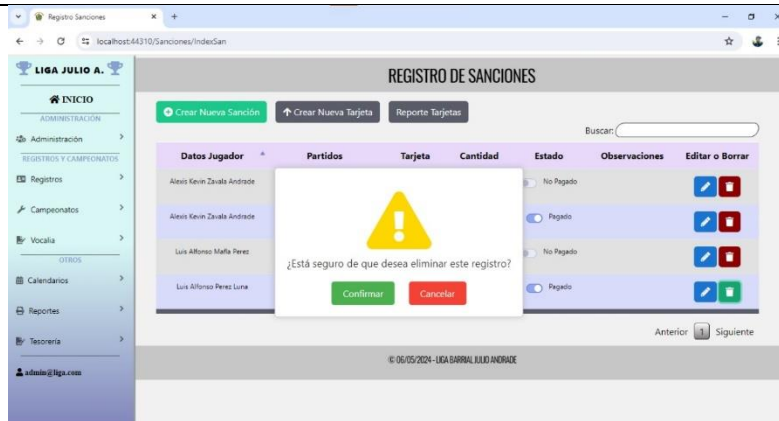 Registro Sanciones
localhost:44310/Sanciones/IndexSan
LIGA JULIO A.
REGISTRO DE SANCIONES
INICIO
ADMINISTRACIÓN
Administración
REGISTROS Y CAMPEONATOS
Registros
Campeonatos
Vocalia
OTROS
Calendarios
Reportes
Tesoreria
admin@liga.com
Crear Nueva Sanción Crear Nueva Tarjeta Reporte Tarjetas
Buscar:
Datos Jugador Partidos Tarjeta Cantidad Estado Observaciones Editar o Borrar
Alexis Kevin Zavala Andrade No Pagado
Alexis Kevin Zavala Andrade Pagado
Luis Alfonso Mafla Perez No Pagado
Luis Alfonso Perez Luna Pagado
¿Está seguro de que desea eliminar este registro?
Confirmar Cancelar
Anterior 1 Siguiente
© 06/05/2024 - LIGA BARRIAL JULIO ANDRADE